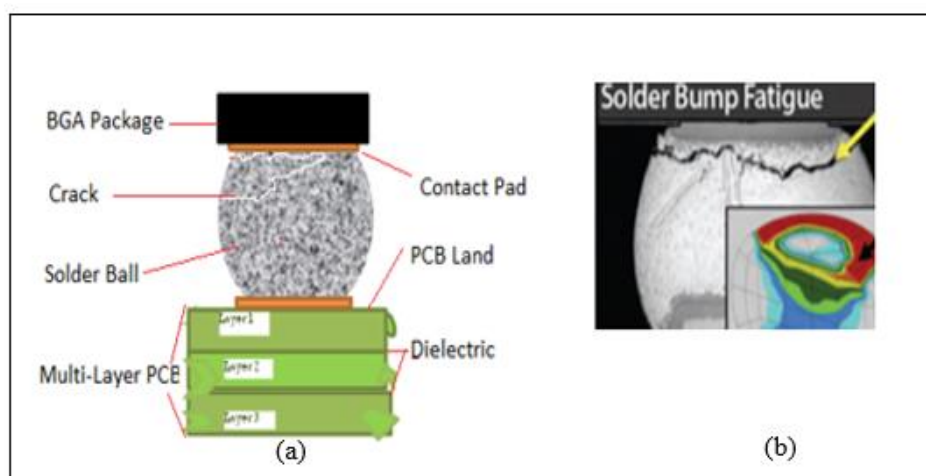 BGA Package
Crack
Solder Ball
Multi-Layer PCB
Contact Pad
PCB Land
Dielectric
Layer1
Layer2
Layer3
(a)
Solder Bump Fatigue
(b)